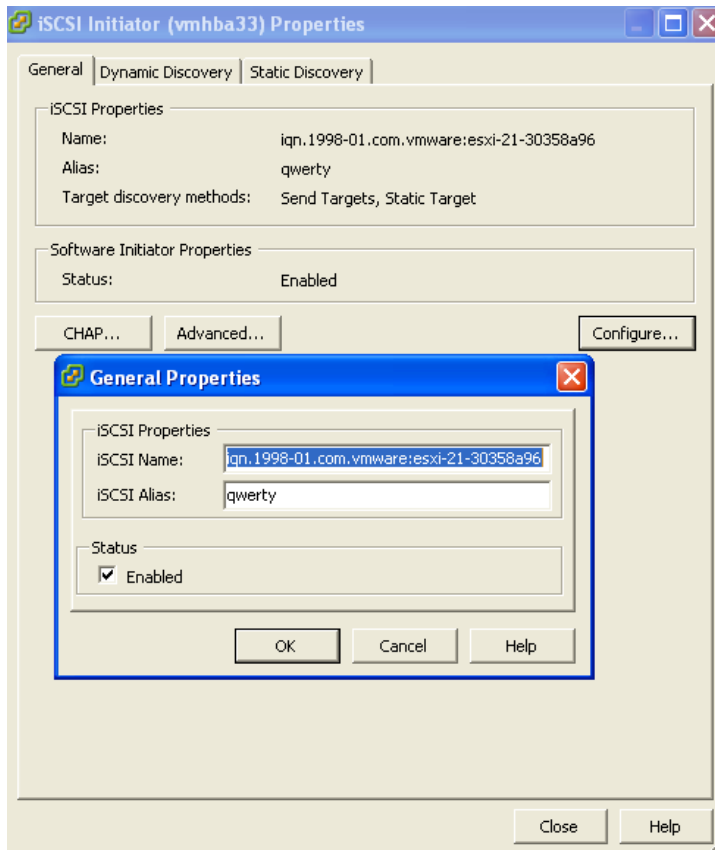 iSCSI Initiator (vmhba33) Properties
General Dynamic Discovery Static Discovery
iSCSI Properties
Name: iqn.1998-01.com.vmware:esxi-21-30358a96
Alias: qwerty
Target discovery methods: Send Targets, Static Target
Software Initiator Properties
Status: Enabled
CHAP... Advanced... Configure...
General Properties
iSCSI Properties
iSCSI Name: iqn.1998-01.com.vmware:esxi-21-30358a96
iSCSI Alias: qwerty
Status
Enabled
OK Cancel Help
Close Help